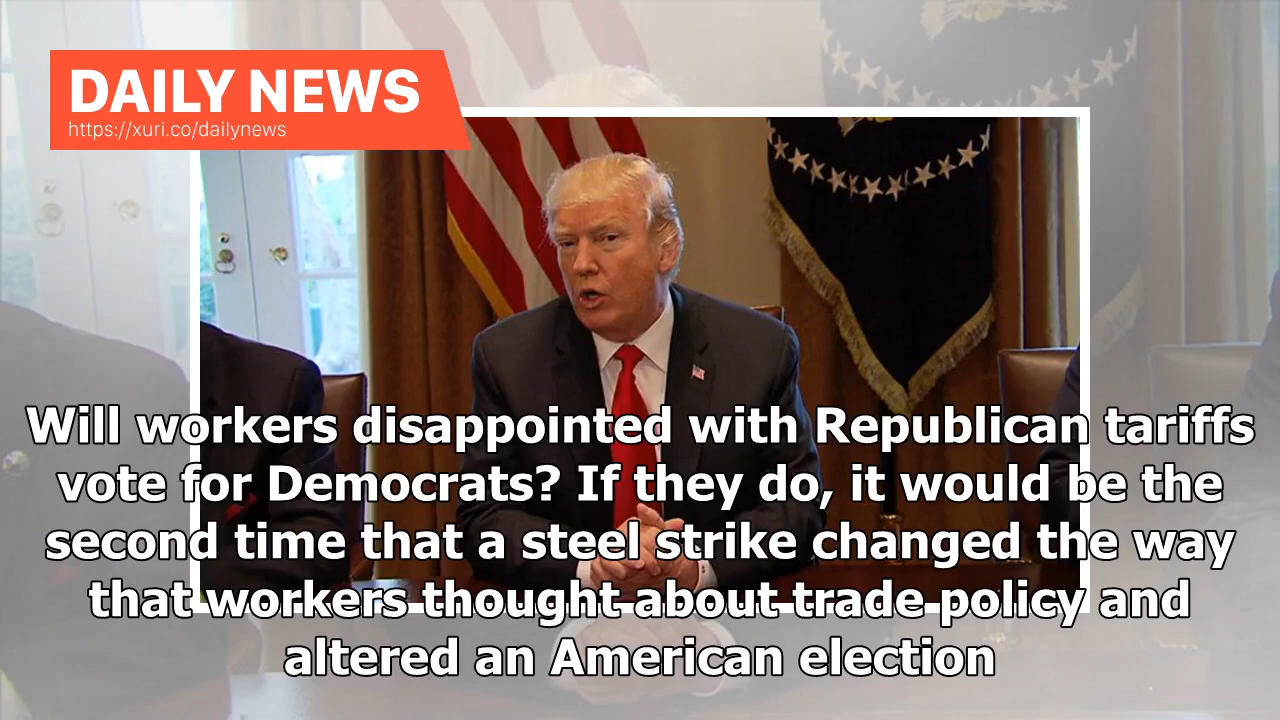 DAILY NEWS
https://xuri.co/dailynews
Will workers disappointed with Republican tariffs
vote for Democrats? If they do, it would be the
second time that a steel strike changed the way
that workers thought about trade policy and
altered an American election